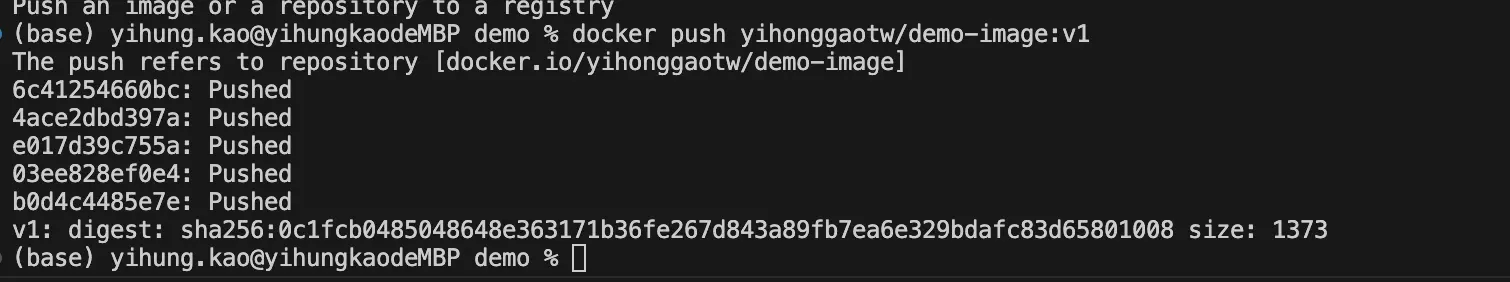 Push an image or a repository to a registry
(base) yihung.kao@yihungkaodeMBP demo % docker push yihonggaotw/demo-image:v1
The push refers to repository [docker.io/yihonggaotw/demo-image]
6c41254660bc: Pushed
4ace2dbd397a: Pushed
e017d39c755a: Pushed
03ee828ef0e4: Pushed
b0d4c4485e7e: Pushed
v1: digest: sha256:0c1fcb0485048648e363171b36fe267d843a89fb7ea6e329bdafc83d65801008 size: 1373
(base) yihung.kao@yihungkaodeMBP demo %